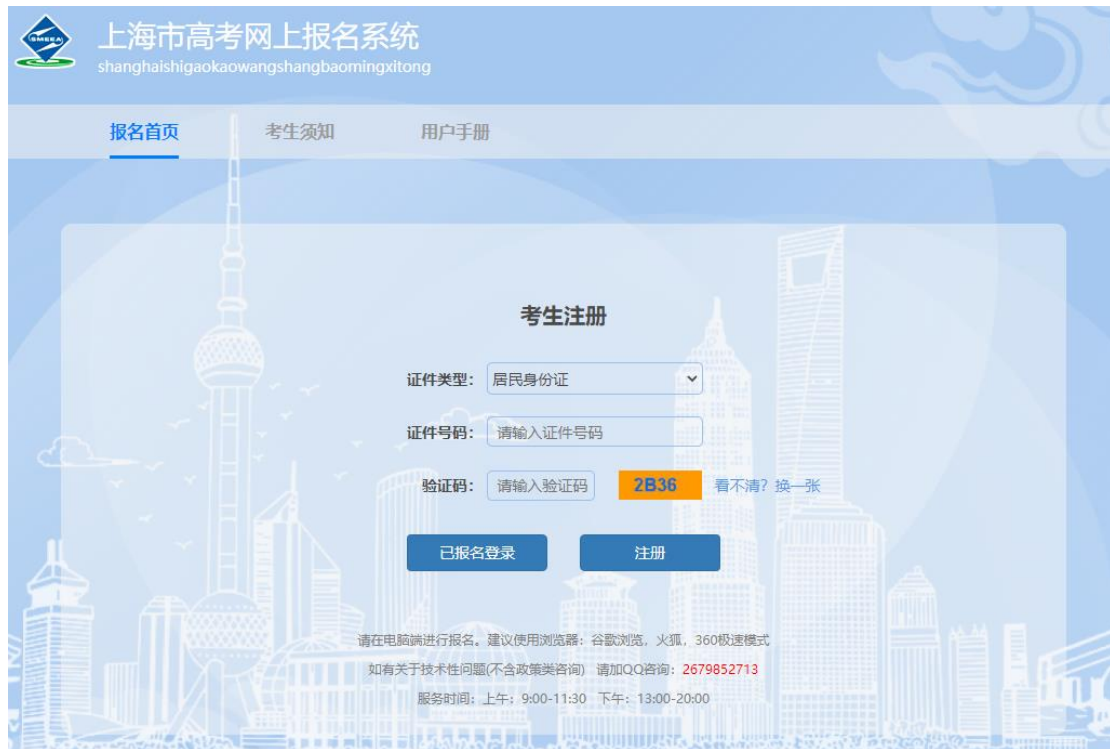 SMEEA
上海市高考网上报名系统
shanghaishigaokaowangshangbaomingxitong
报名首页 考生须知 用户手册
考生注册
证件类型： 居民身份证
证件号码： 请输入证件号码
验证码： 请输入验证码 2B36 看不清？换一张
已报名登录 注册
请在电脑端进行报名。建议使用浏览器：谷歌浏览，火狐，360极速模式
如有关于技术性问题(不含政策类咨询) 请加QQ咨询：2679852713
服务时间：上午：9:00-11:30 下午：13:00-20:00